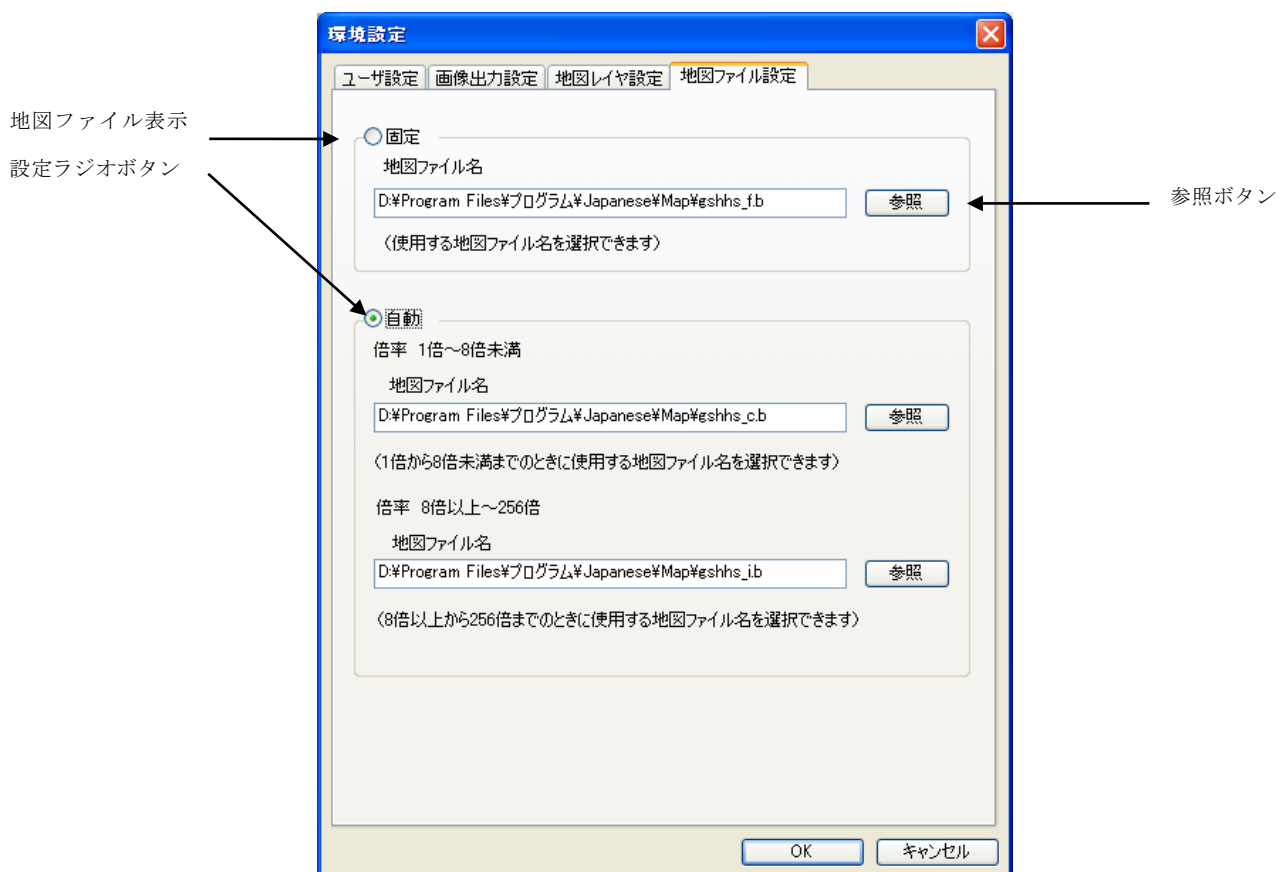 環境設定
ユーザ設定 画像出力設定 地図レイヤ設定 地図ファイル設定
地図ファイル表示
設定ラジオボタン
固定
地図ファイル名
D:¥Program Files¥プログラム¥Japanese¥Map¥gshhs_f.b
参照
参照ボタン
(使用する地図ファイル名を選択できます)
自動
倍率 1倍～8倍未満
地図ファイル名
D:¥Program Files¥プログラム¥Japanese¥Map¥gshhs_c.b
参照
(1倍から8倍未満までのときに使用する地図ファイル名を選択できます)
倍率 8倍以上～256倍
地図ファイル名
D:¥Program Files¥プログラム¥Japanese¥Map¥gshhs_i.b
参照
(8倍以上から256倍までのときに使用する地図ファイル名を選択できます)
OK キャンセル